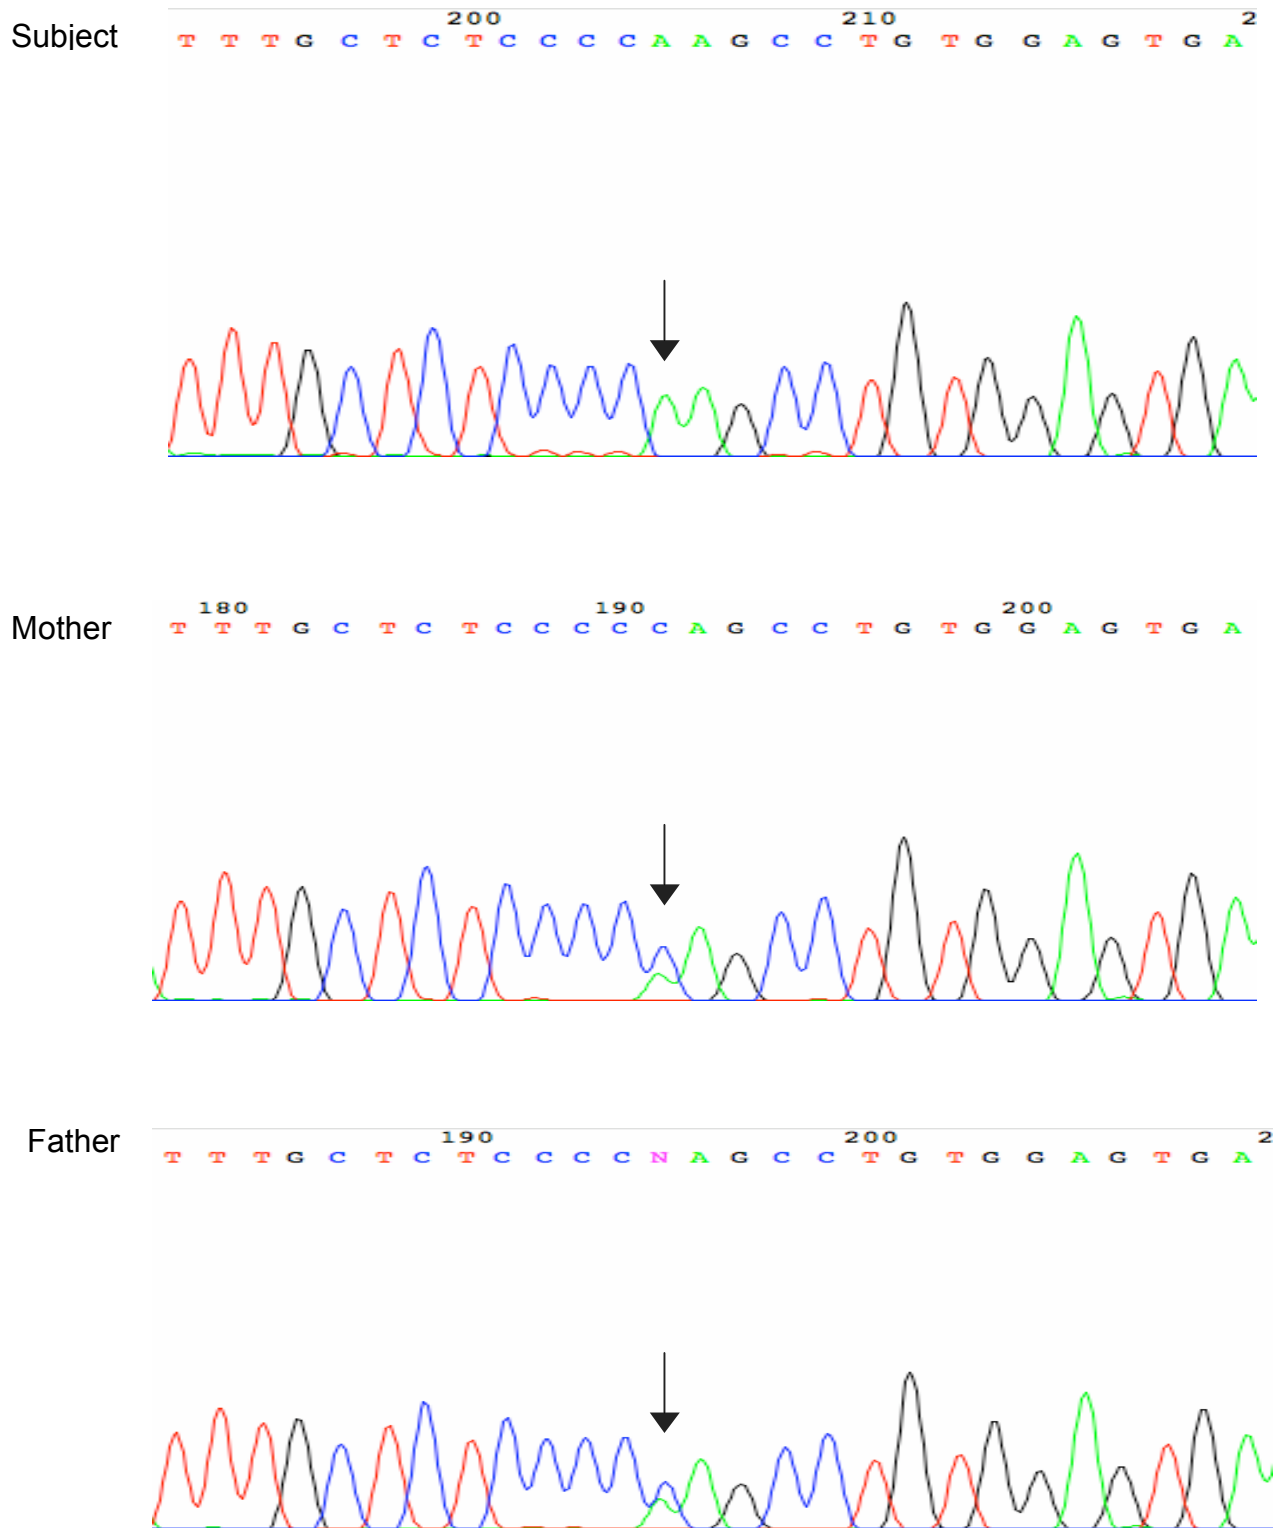 200 210 2
Subject T T T G C T C T C C C C A A G C C T G T G G A G T G A
180 190 200
Mother T T T G C T C T C C C C C A G C C T G T G G A G T G A
190 200 2
Father T T T G C T C T C C C C N A G C C T G T G G A G T G A